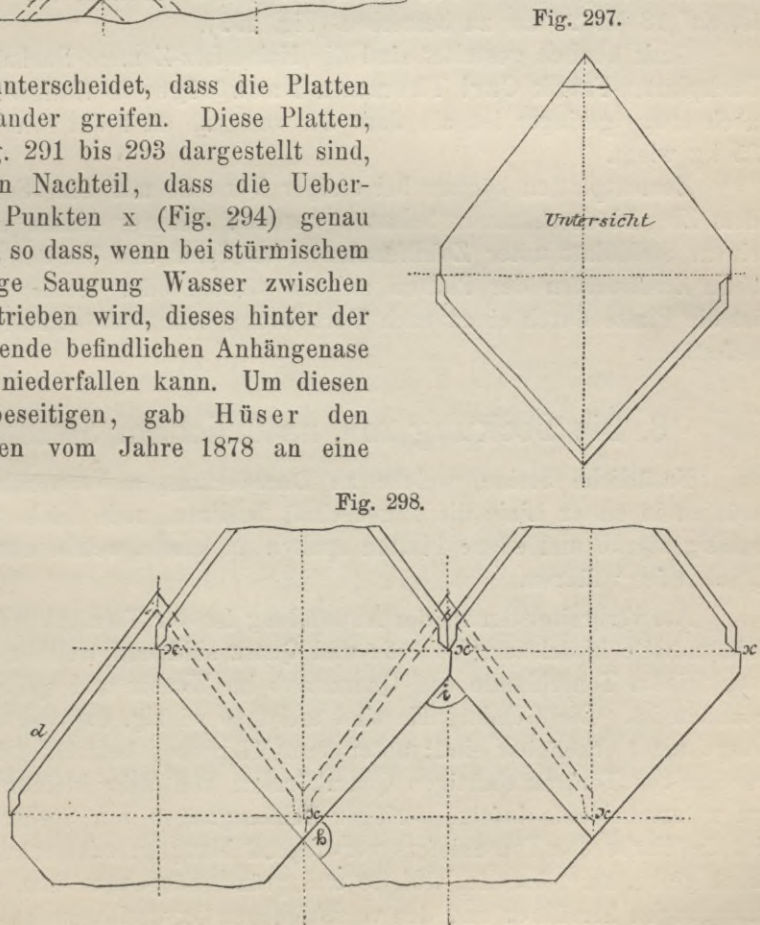 Fig. 297.
unterscheidet, dass die Platten
ander greifen. Diese Platten,
g. 291 bis 293 dargestellt sind,
n Nachteil, dass die Ueber-
Punkten x (Fig. 294) genau
so dass, wenn bei stürmischem
ge Saugung Wasser zwischen
trieben wird, dieses hinter der
ende befindlichen Anhängenase
niederfallen kann. Um diesen
beseitigen, gab Hüser den
en vom Jahre 1878 an eine
Untersicht
Fig. 298.
x x x
i
d
x x
k